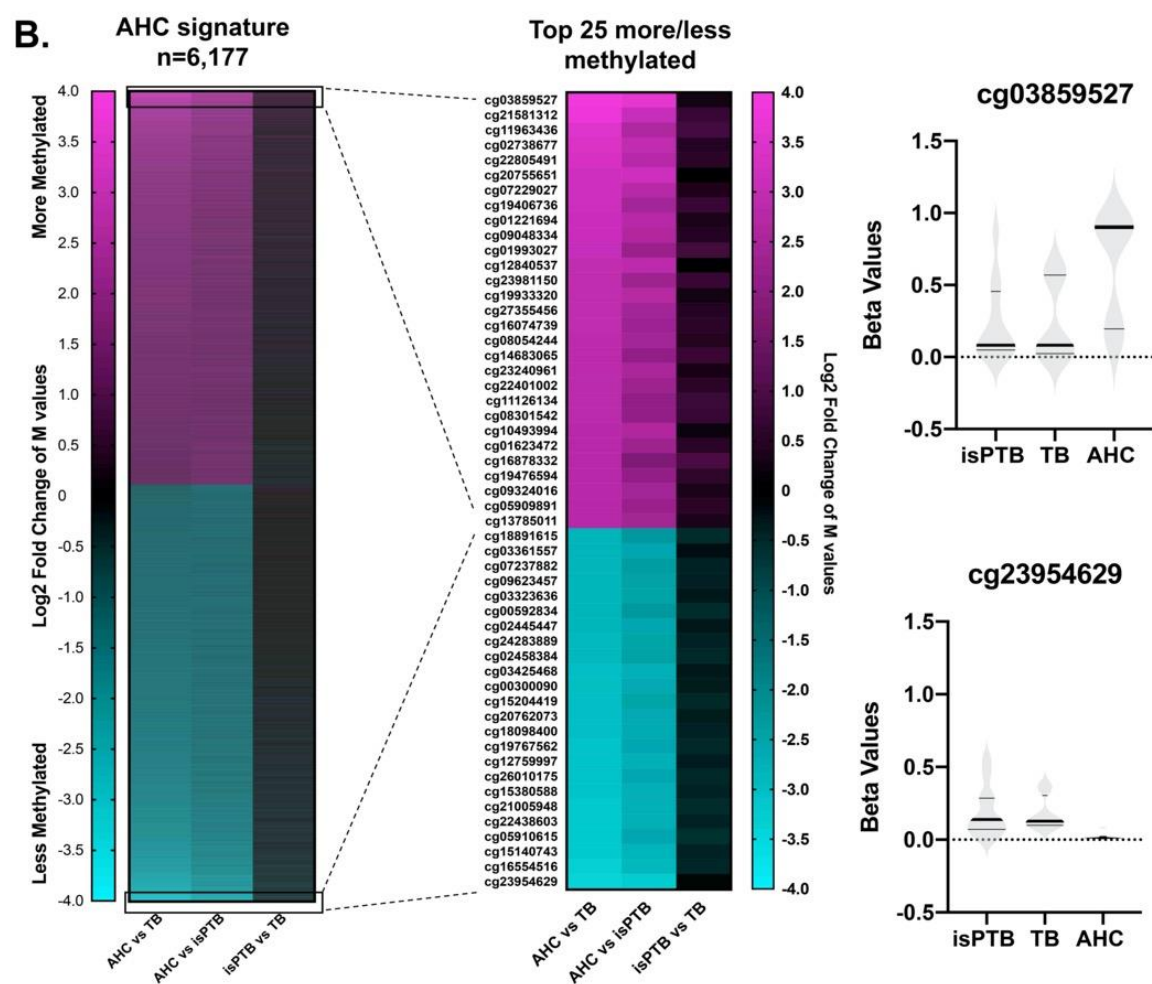 B.
AHC signature
n=6,177
More Methylated
Log2 Fold Change of M values
Less Methylated
4.0
3.5
3.0
2.5
2.0
1.5
1.0
0.5
0
-0.5
-1.0
-1.5
-2.0
-2.5
-3.0
-3.5
-4.0
AHC vs TB
AHC vs isPTB
isPTB vs TB
Top 25 more/less
methylated
cg03859527
cg21581312
cg11963436
cg02738677
cg22805491
cg20755651
cg07229027
cg19406736
cg01221694
cg09048334
cg01993027
cg12840537
cg23981150
cg19933320
cg27355456
cg16074739
cg08054244
cg14683065
cg23240961
cg22401002
cg11126134
cg08301542
cg10493994
cg01623472
cg16878332
cg19476594
cg09324016
cg05909891
cg13785011
cg18891615
cg03361557
cg07237882
cg09623457
cg03323636
cg00592834
cg02445447
cg24283889
cg02458384
cg03425468
cg00300090
cg15204419
cg20762073
cg18098400
cg19767562
cg12759997
cg26010175
cg15380588
cg21005948
cg22438603
cg05910615
cg15140743
cg16554516
cg23954629
AHC vs TB
AHC vs isPTB
isPTB vs TB
4.0
3.5
3.0
2.5
2.0
1.5
1.0
0.5
0
-0.5
-1.0
-1.5
-2.0
-2.5
-3.0
-3.5
-4.0
Log2 Fold Change of M values
cg03859527
Beta Values
1.5
1.0
0.5
0.0
-0.5
isPTB TB AHC
cg23954629
Beta Values
1.5
1.0
0.5
0.0
-0.5
isPTB TB AHC